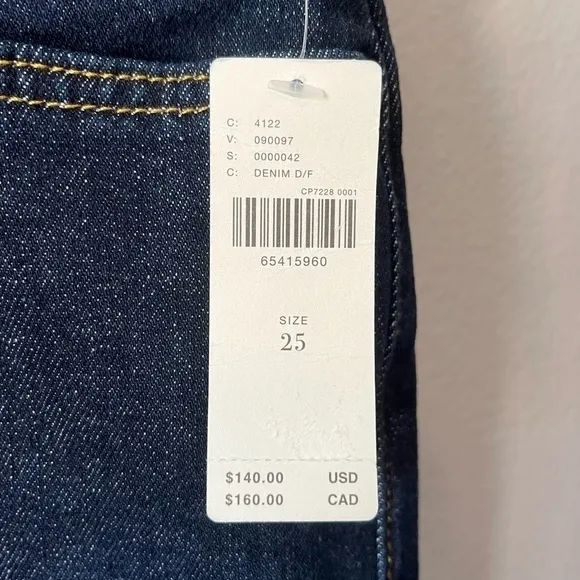 C: 4122
V: 090097
S: 0000042
C: DENIM D/F
CP7228 0001
65415960
SIZE
25
$140.00 USD
$160.00 CAD